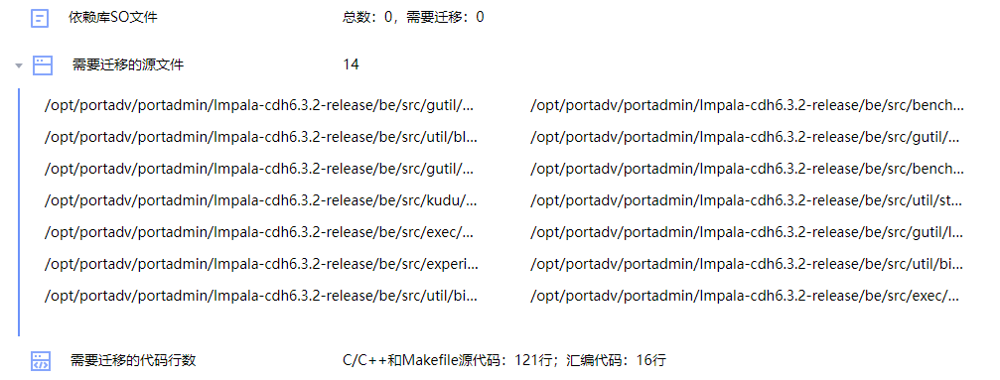 依赖库SO文件 总数：0，需要迁移：0
需要迁移的源文件 14
/opt/portadv/portadmin/Impala-cdh6.3.2-release/be/src/gutil/... /opt/portadv/portadmin/Impala-cdh6.3.2-release/be/src/bench...
/opt/portadv/portadmin/Impala-cdh6.3.2-release/be/src/util/bl... /opt/portadv/portadmin/Impala-cdh6.3.2-release/be/src/gutil/...
/opt/portadv/portadmin/Impala-cdh6.3.2-release/be/src/gutil/... /opt/portadv/portadmin/Impala-cdh6.3.2-release/be/src/bench...
/opt/portadv/portadmin/Impala-cdh6.3.2-release/be/src/kudu/... /opt/portadv/portadmin/Impala-cdh6.3.2-release/be/src/util/st...
/opt/portadv/portadmin/Impala-cdh6.3.2-release/be/src/exec/... /opt/portadv/portadmin/Impala-cdh6.3.2-release/be/src/gutil/l...
/opt/portadv/portadmin/Impala-cdh6.3.2-release/be/src/experi... /opt/portadv/portadmin/Impala-cdh6.3.2-release/be/src/util/bi...
/opt/portadv/portadmin/Impala-cdh6.3.2-release/be/src/util/bi... /opt/portadv/portadmin/Impala-cdh6.3.2-release/be/src/exec/...
需要迁移的代码行数 C/C++和Makefile源代码：121行；汇编代码：16行